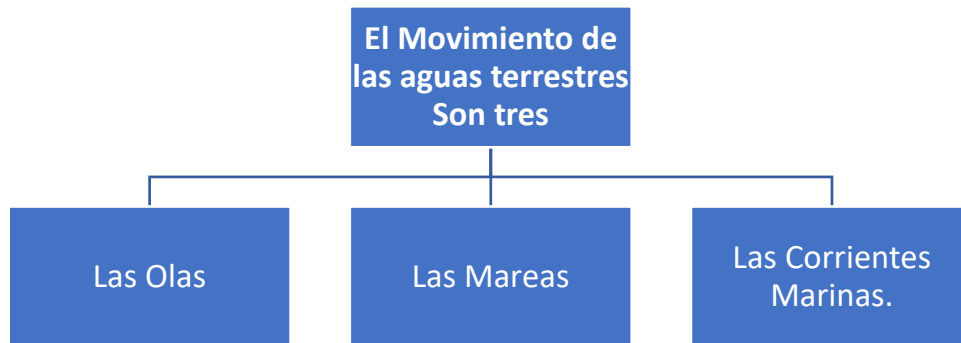 El Movimiento de
las aguas terrestres
Son tres
Las Olas
Las Mareas
Las Corrientes
Marinas.